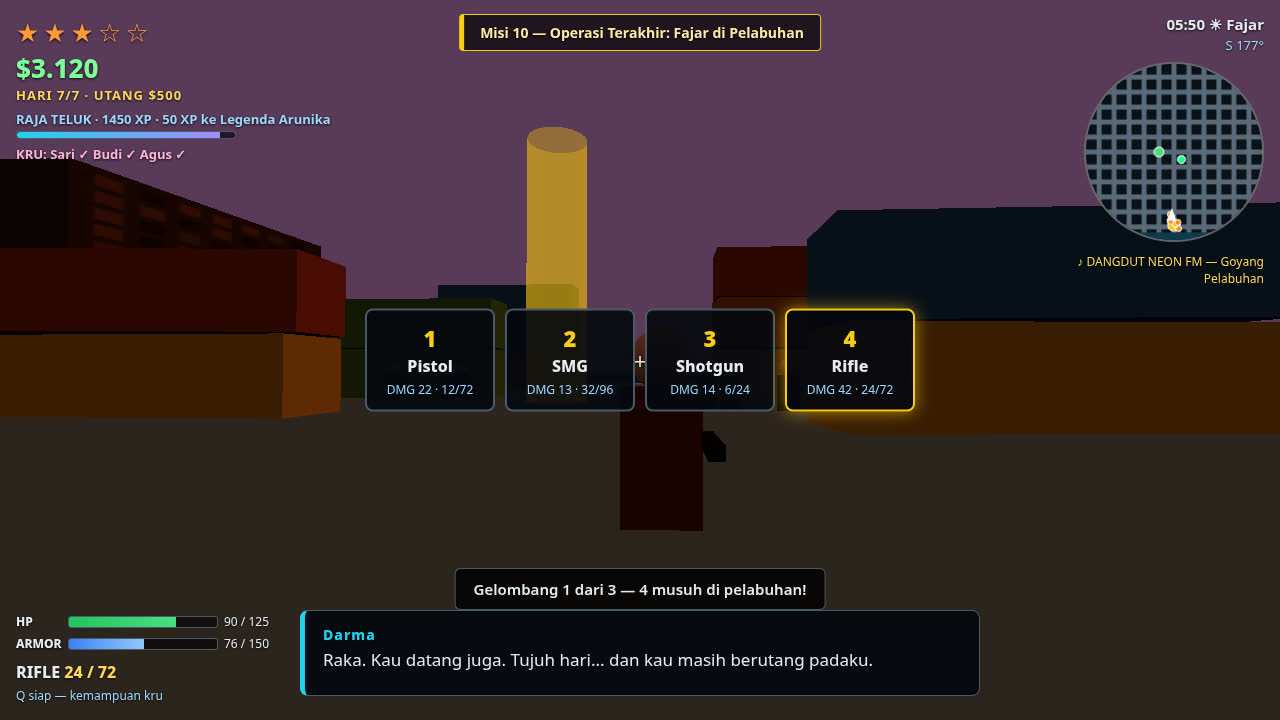 ★★★☆☆
$3.120
HARI 7/7 · UTANG $500
RAJA TELUK · 1450 XP · 50 XP ke Legenda Arunika
KRU: Sari ✓ Budi ✓ Agus ✓
Misi 10 — Operasi Terakhir: Fajar di Pelabuhan
05:50 ☀ Fajar
S 177°
♪ DANGDUT NEON FM — Goyang
Pelabuhan
1
Pistol
DMG 22 · 12/72
2
SMG
DMG 13 · 32/96
+
3
Shotgun
DMG 14 · 6/24
4
Rifle
DMG 42 · 24/72
Gelombang 1 dari 3 — 4 musuh di pelabuhan!
Darma
Raka. Kau datang juga. Tujuh hari... dan kau masih berutang padaku.
HP 90 / 125
ARMOR 76 / 150
RIFLE 24 / 72
Q siap — kemampuan kru